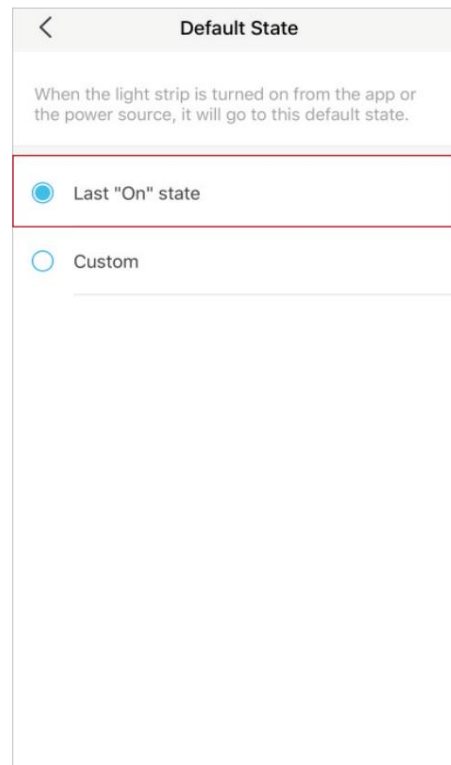 Default State
When the light strip is turned on from the app or
the power source, it will go to this default state.
Last "On" state
Custom